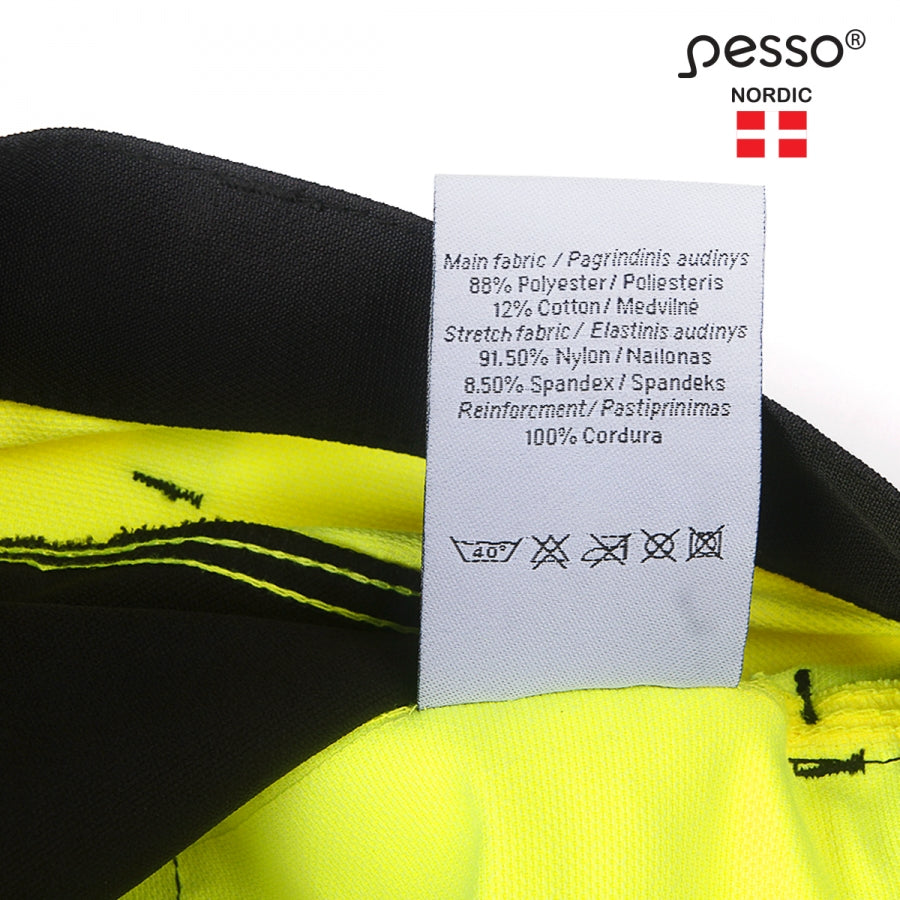 pesso®
NORDIC
Main fabric / Pagrindinis audinys
88% Polyester / Poliesteris
12% Cotton / Medvilnė
Stretch fabric / Elastinis audinys
91.50% Nylon / Nailonas
8.50% Spandex / Spandeks
Reinforcment / Pastiprinimas
100% Cordura
40°